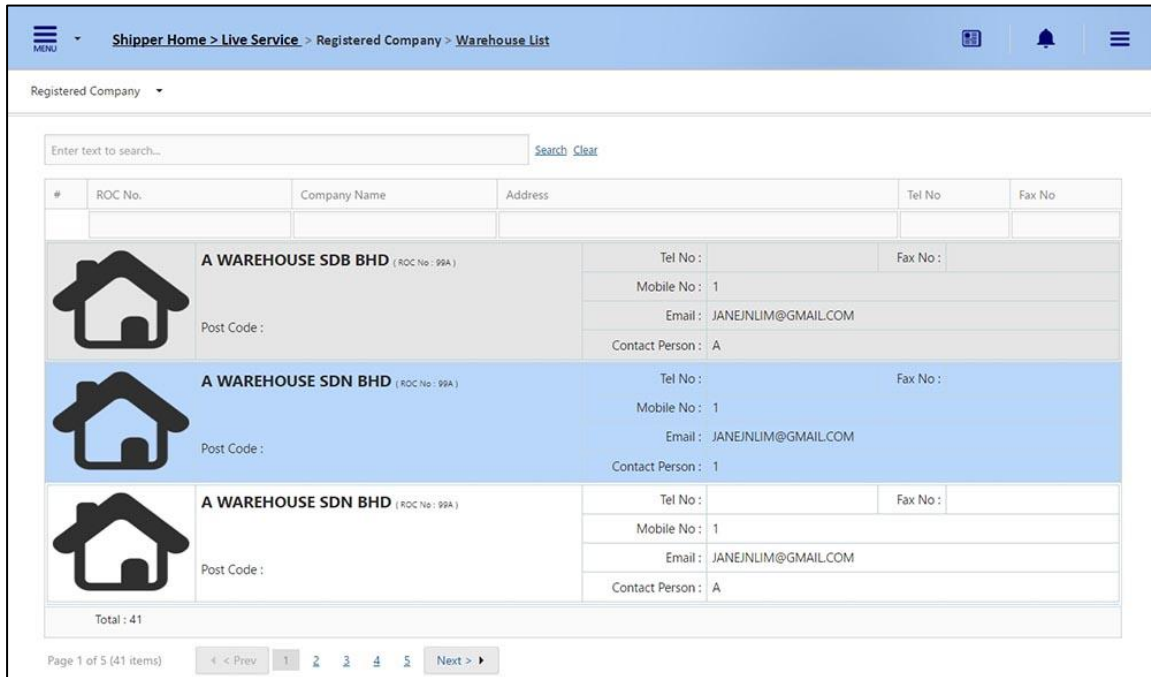 MENU
Shipper Home > Live Service > Registered Company > Warehouse List
Registered Company
Enter text to search... Search Clear
# ROC No. Company Name Address Tel No Fax No
A WAREHOUSE SDB BHD ( ROC No : 99A ) Tel No : Fax No :
Mobile No : 1
Email : JANEJNLIM@GMAIL.COM
Post Code :
Contact Person : A
A WAREHOUSE SDN BHD ( ROC No : 99A ) Tel No : Fax No :
Mobile No : 1
Email : JANEJNLIM@GMAIL.COM
Post Code :
Contact Person : 1
A WAREHOUSE SDN BHD ( ROC No : 99A ) Tel No : Fax No :
Mobile No : 1
Email : JANEJNLIM@GMAIL.COM
Post Code :
Contact Person : A
Total : 41
Page 1 of 5 (41 items) < Prev 1 2 3 4 5 Next >